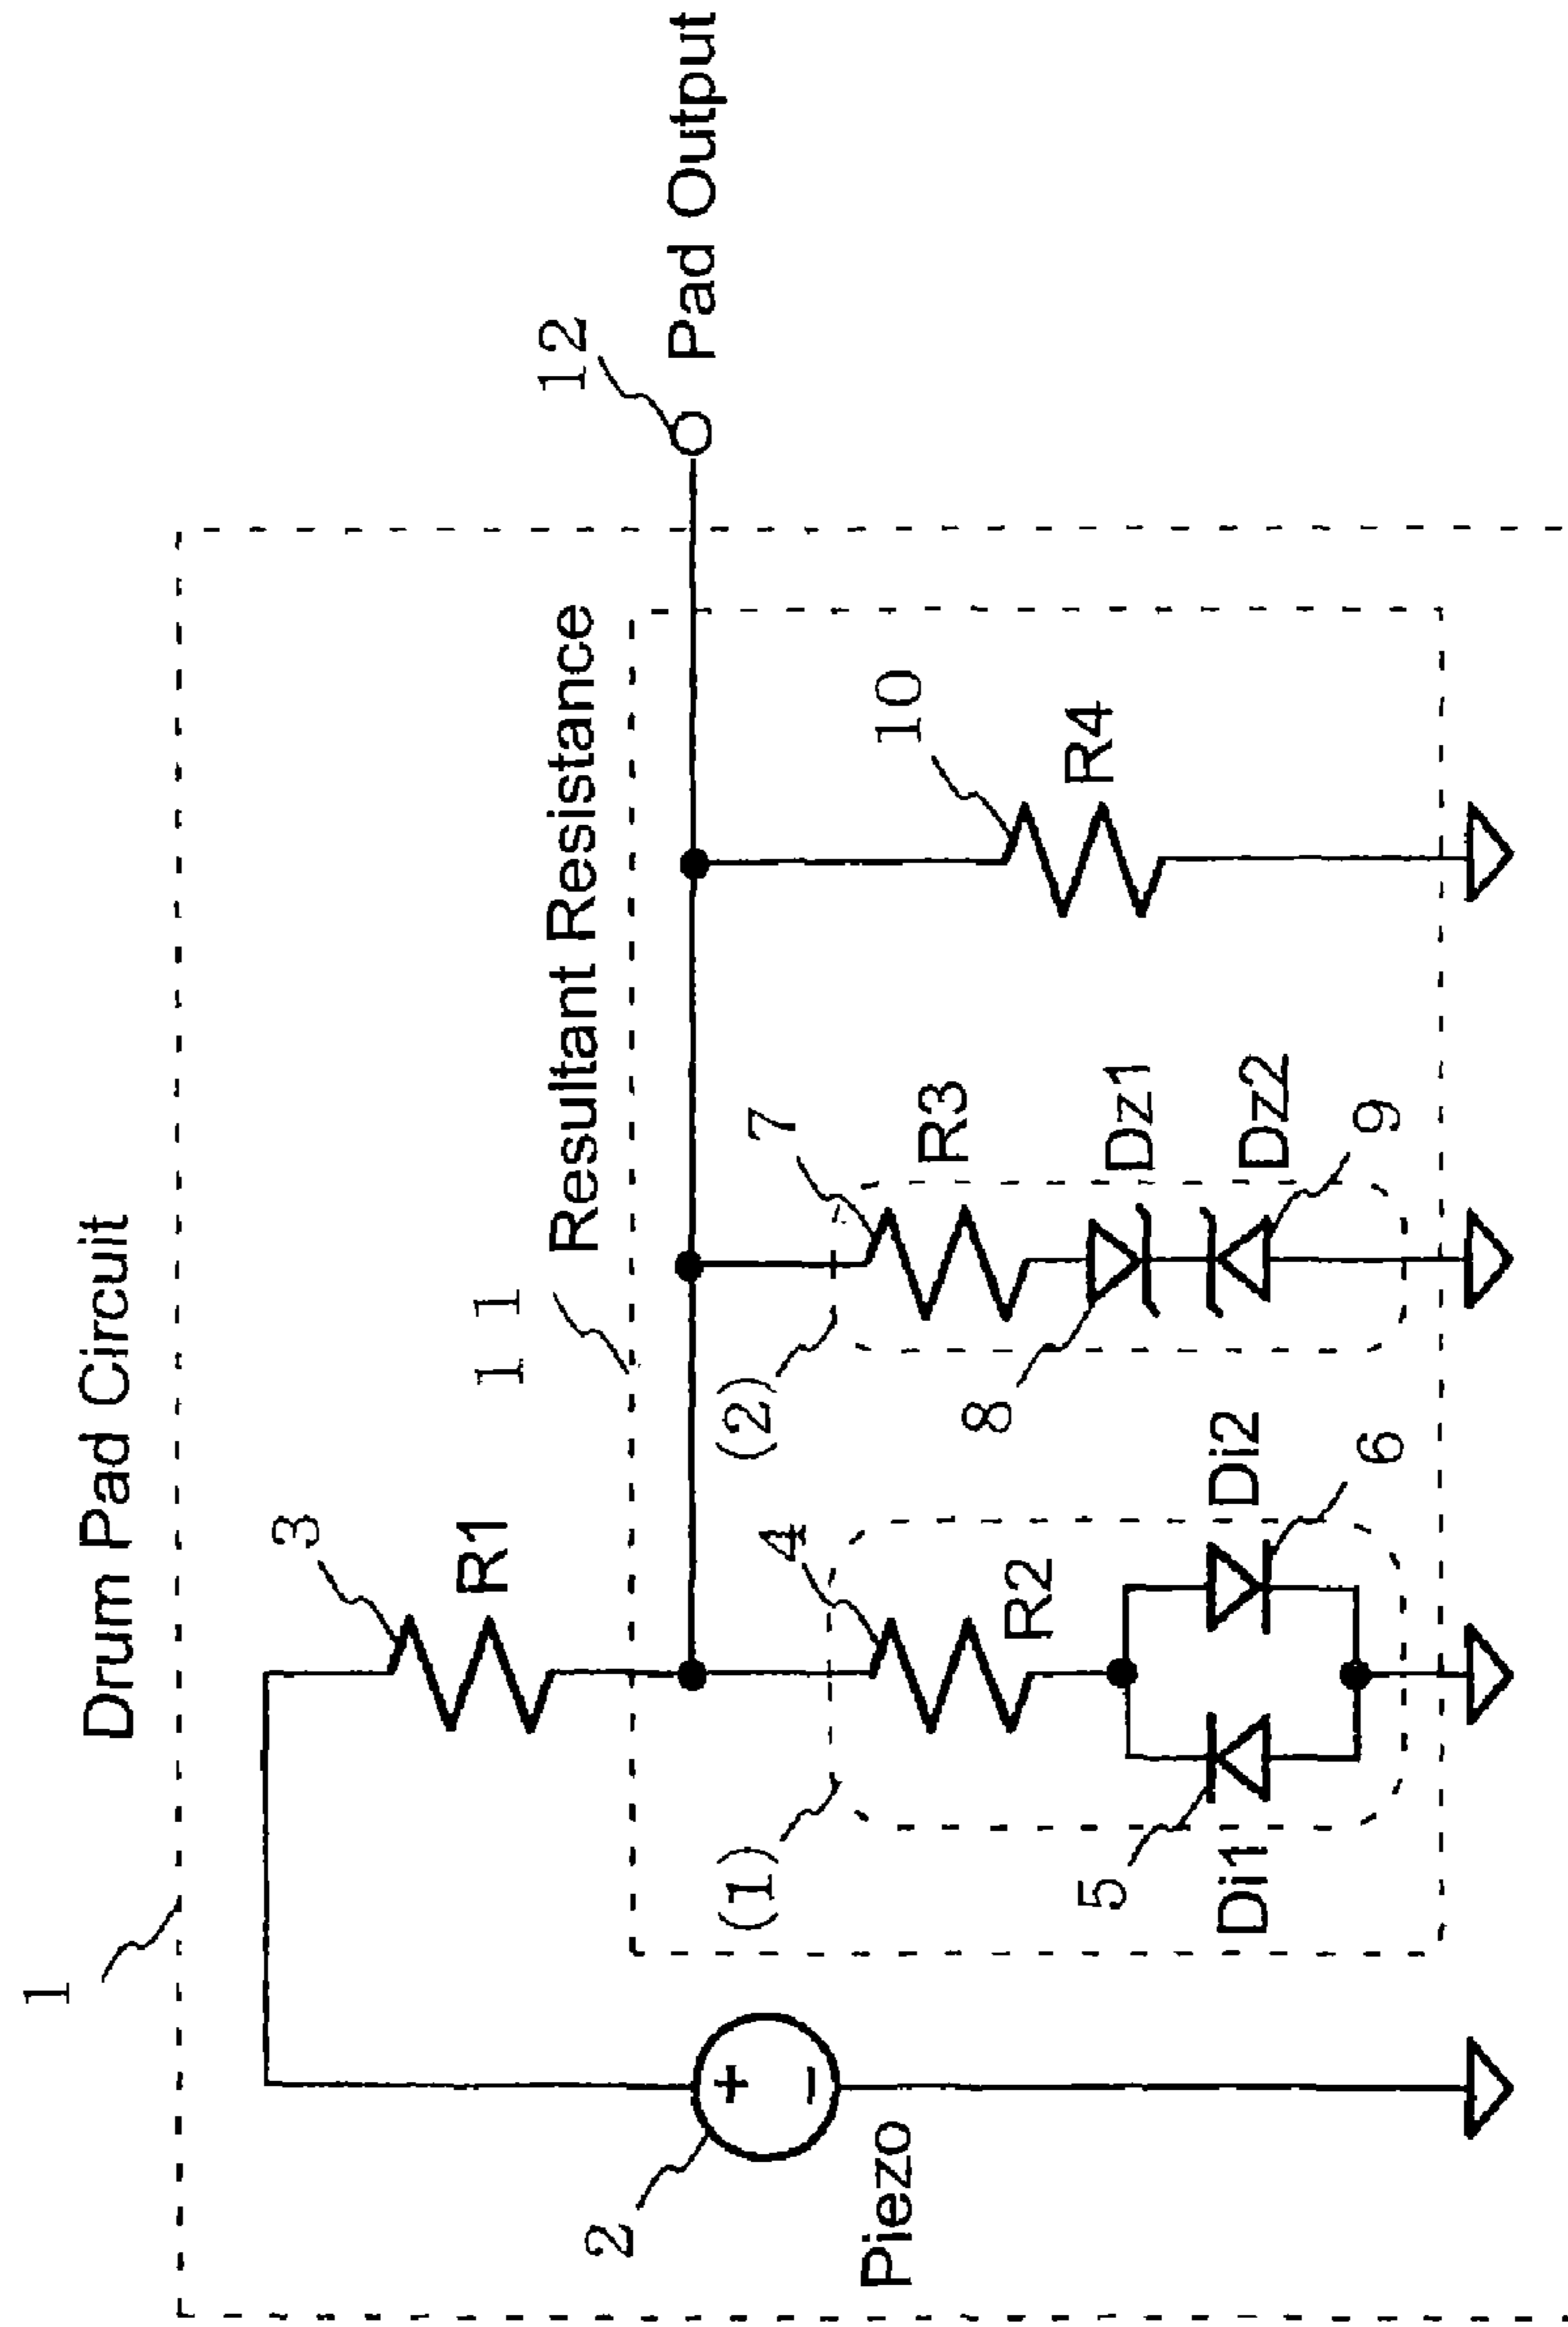 Drum Pad Circuit
1
3
R1
Resultant Resistance
11
12
Pad Output
2
+
−
Piezo
(1)
4
R2
5
Di1
Di2
6
(2)
7
R3
8
Dz1
Dz2
9
10
R4